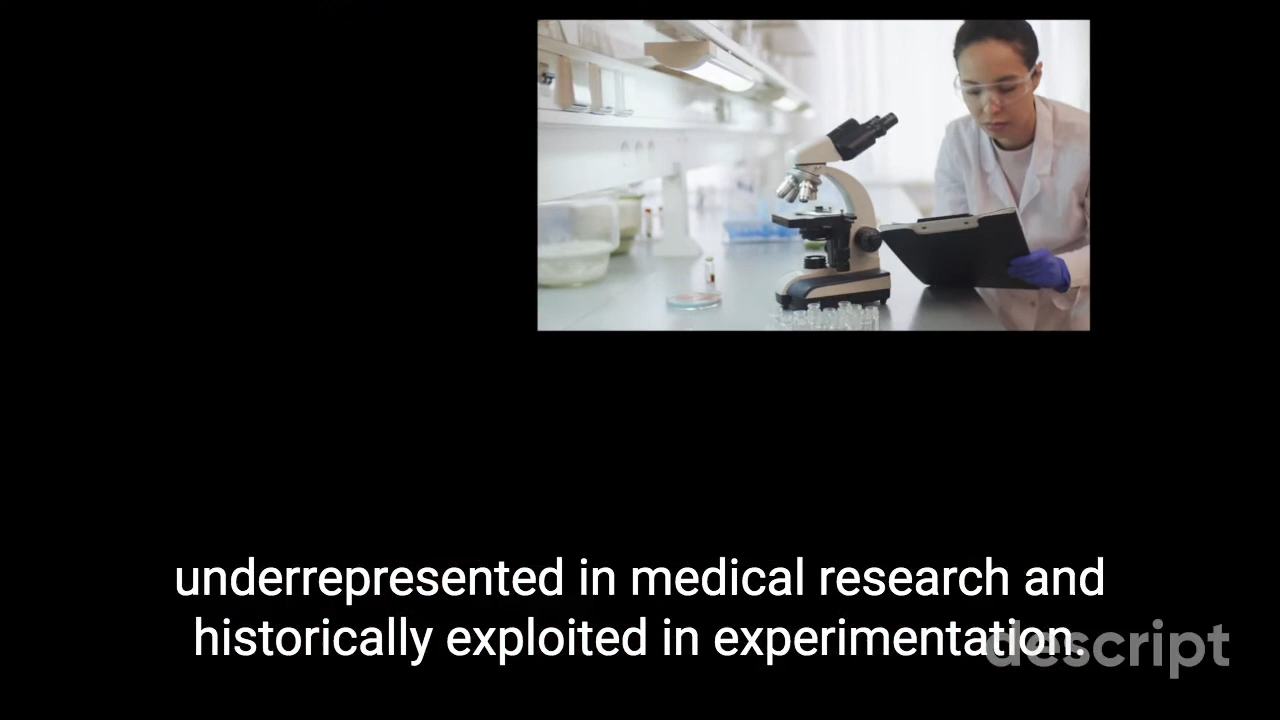 underrepresented in medical research and
historically exploited in experimentation.
descript